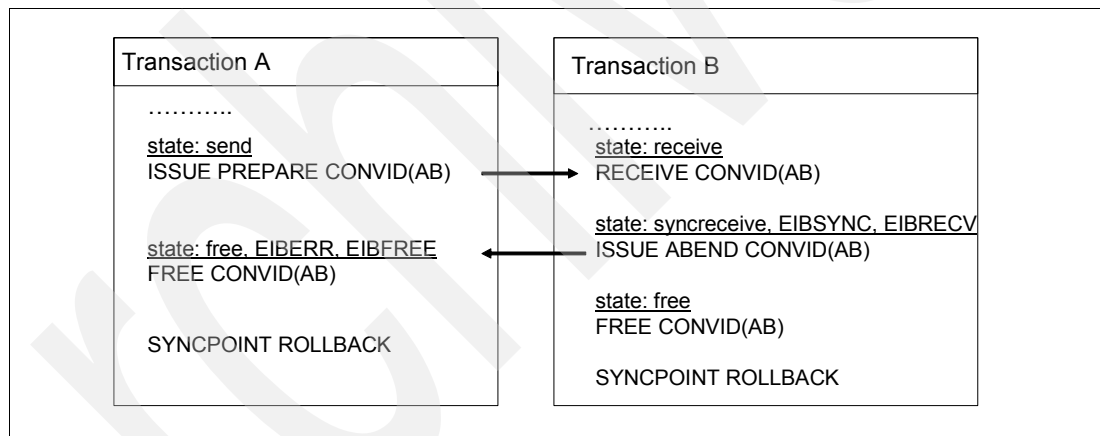 Transaction A
………..
state: send
ISSUE PREPARE CONVID(AB)
state: free, EIBERR, EIBFREE
FREE CONVID(AB)
SYNCPOINT ROLLBACK
Transaction B
………..
state: receive
RECEIVE CONVID(AB)
state: syncreceive, EIBSYNC, EIBRECV
ISSUE ABEND CONVID(AB)
state: free
FREE CONVID(AB)
SYNCPOINT ROLLBACK